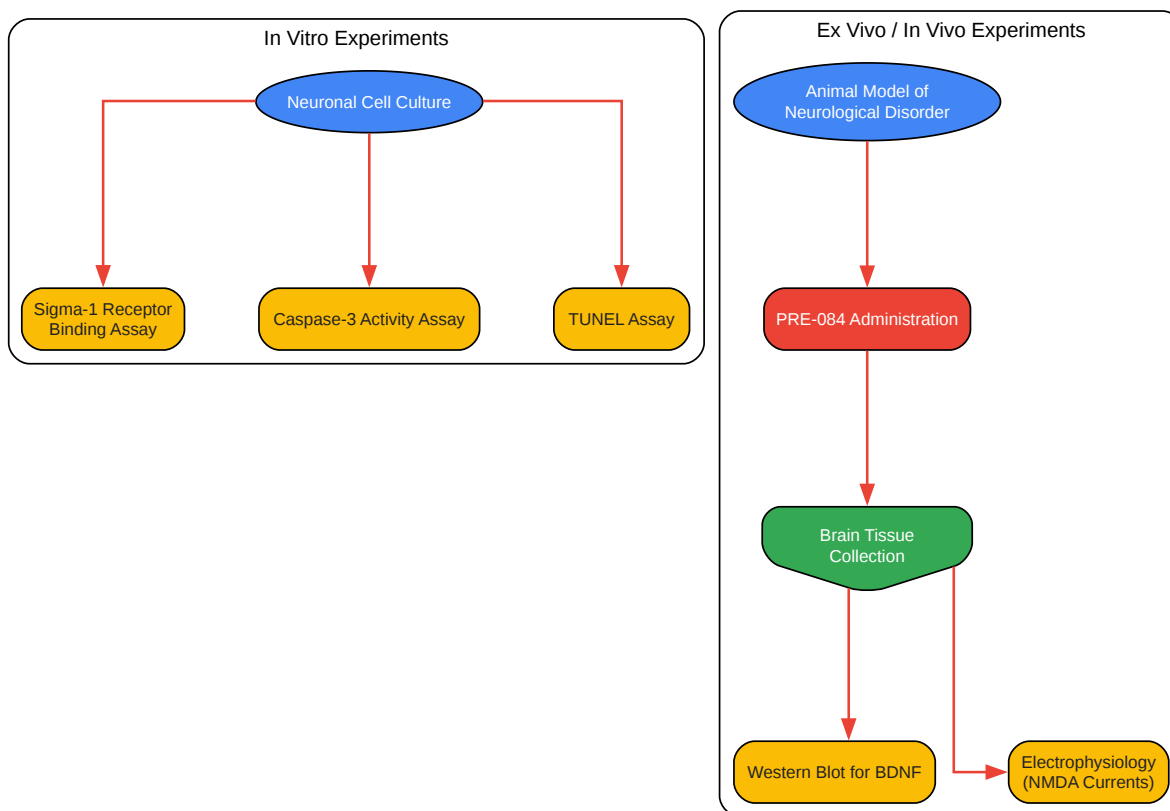 In Vitro Experiments
Neuronal Cell Culture
Sigma-1 Receptor
Binding Assay
Caspase-3 Activity Assay
TUNEL Assay
Ex Vivo / In Vivo Experiments
Animal Model of
Neurological Disorder
PRE-084 Administration
Brain Tissue
Collection
Western Blot for BDNF
Electrophysiology
(NMDA Currents)